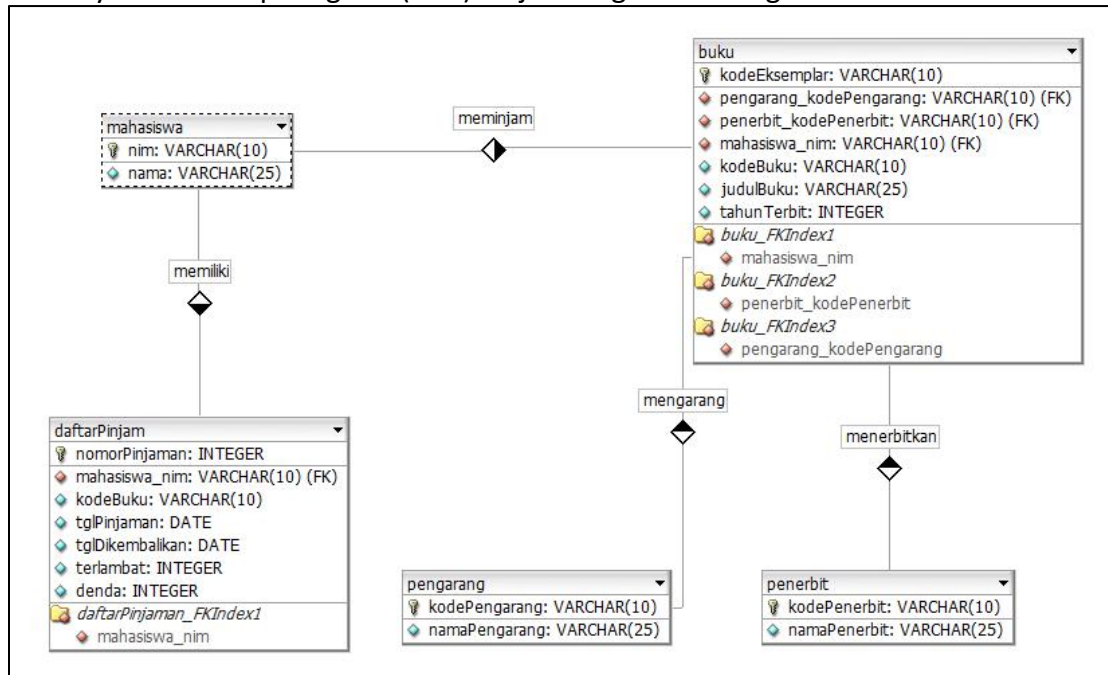 meminjam
mahasiswa
nim: VARCHAR(10)
nama: VARCHAR(25)
buku
kodeEksemplar: VARCHAR(10)
pengarang_kodePengarang: VARCHAR(10) (FK)
penerbit_kodePenerbit: VARCHAR(10) (FK)
mahasiswa_nim: VARCHAR(10) (FK)
kodeBuku: VARCHAR(10)
judulBuku: VARCHAR(25)
tahunTerbit: INTEGER
buku_FKIndex1
mahasiswa_nim
buku_FKIndex2
penerbit_kodePenerbit
buku_FKIndex3
pengarang_kodePengarang
memiliki
mengarang
menerbitkan
daftarPinjam
nomorPinjaman: INTEGER
mahasiswa_nim: VARCHAR(10) (FK)
kodeBuku: VARCHAR(10)
tglPinjaman: DATE
tglDikembalikan: DATE
terlambat: INTEGER
denda: INTEGER
daftarPinjaman_FKIndex1
mahasiswa_nim
pengarang
kodePengarang: VARCHAR(10)
namaPengarang: VARCHAR(25)
penerbit
kodePenerbit: VARCHAR(10)
namaPenerbit: VARCHAR(25)